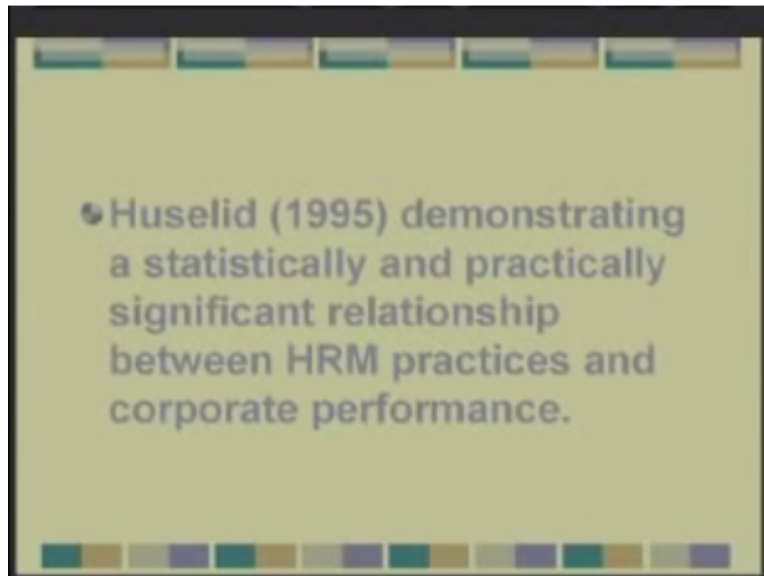 Huselid (1995) demonstrating
a statistically and practically
significant relationship
between HRM practices and
corporate performance.